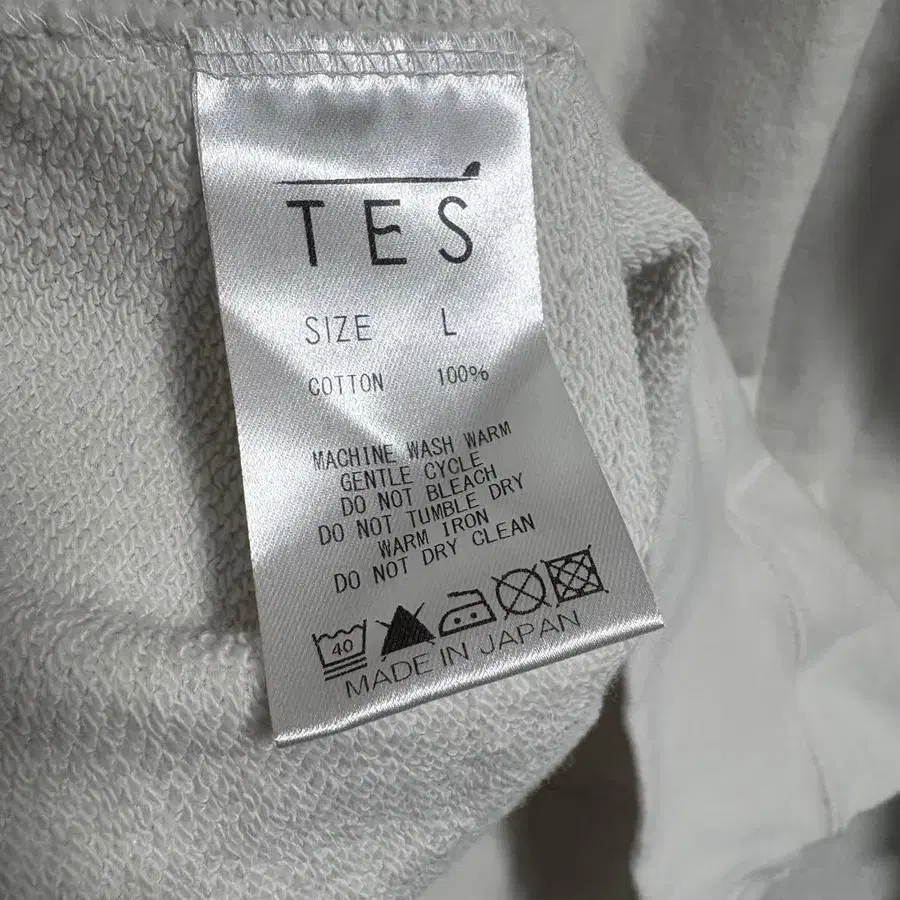 TES
SIZE L
COTTON 100%
MACHINE WASH WARM
GENTLE CYCLE
DO NOT BLEACH
DO NOT TUMBLE DRY
WARM IRON
DO NOT DRY CLEAN
40
MADE IN JAPAN